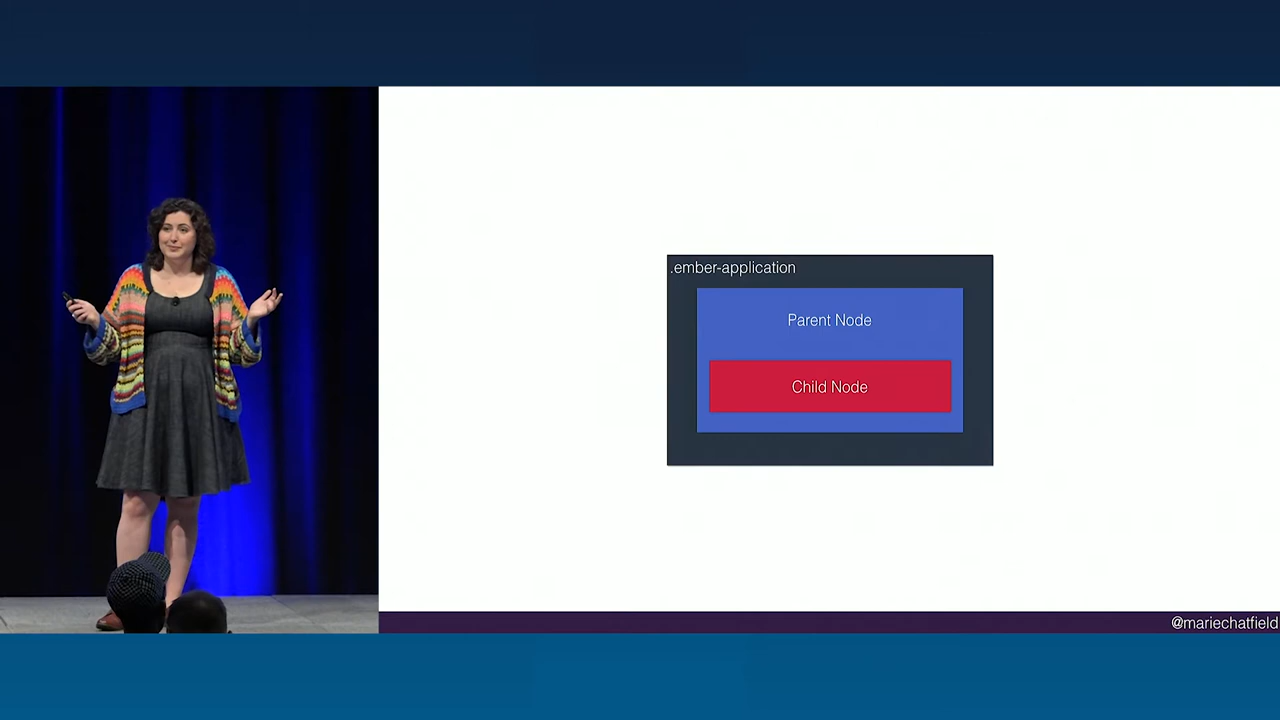 .ember-application
Parent Node
Child Node
@mariechatfield